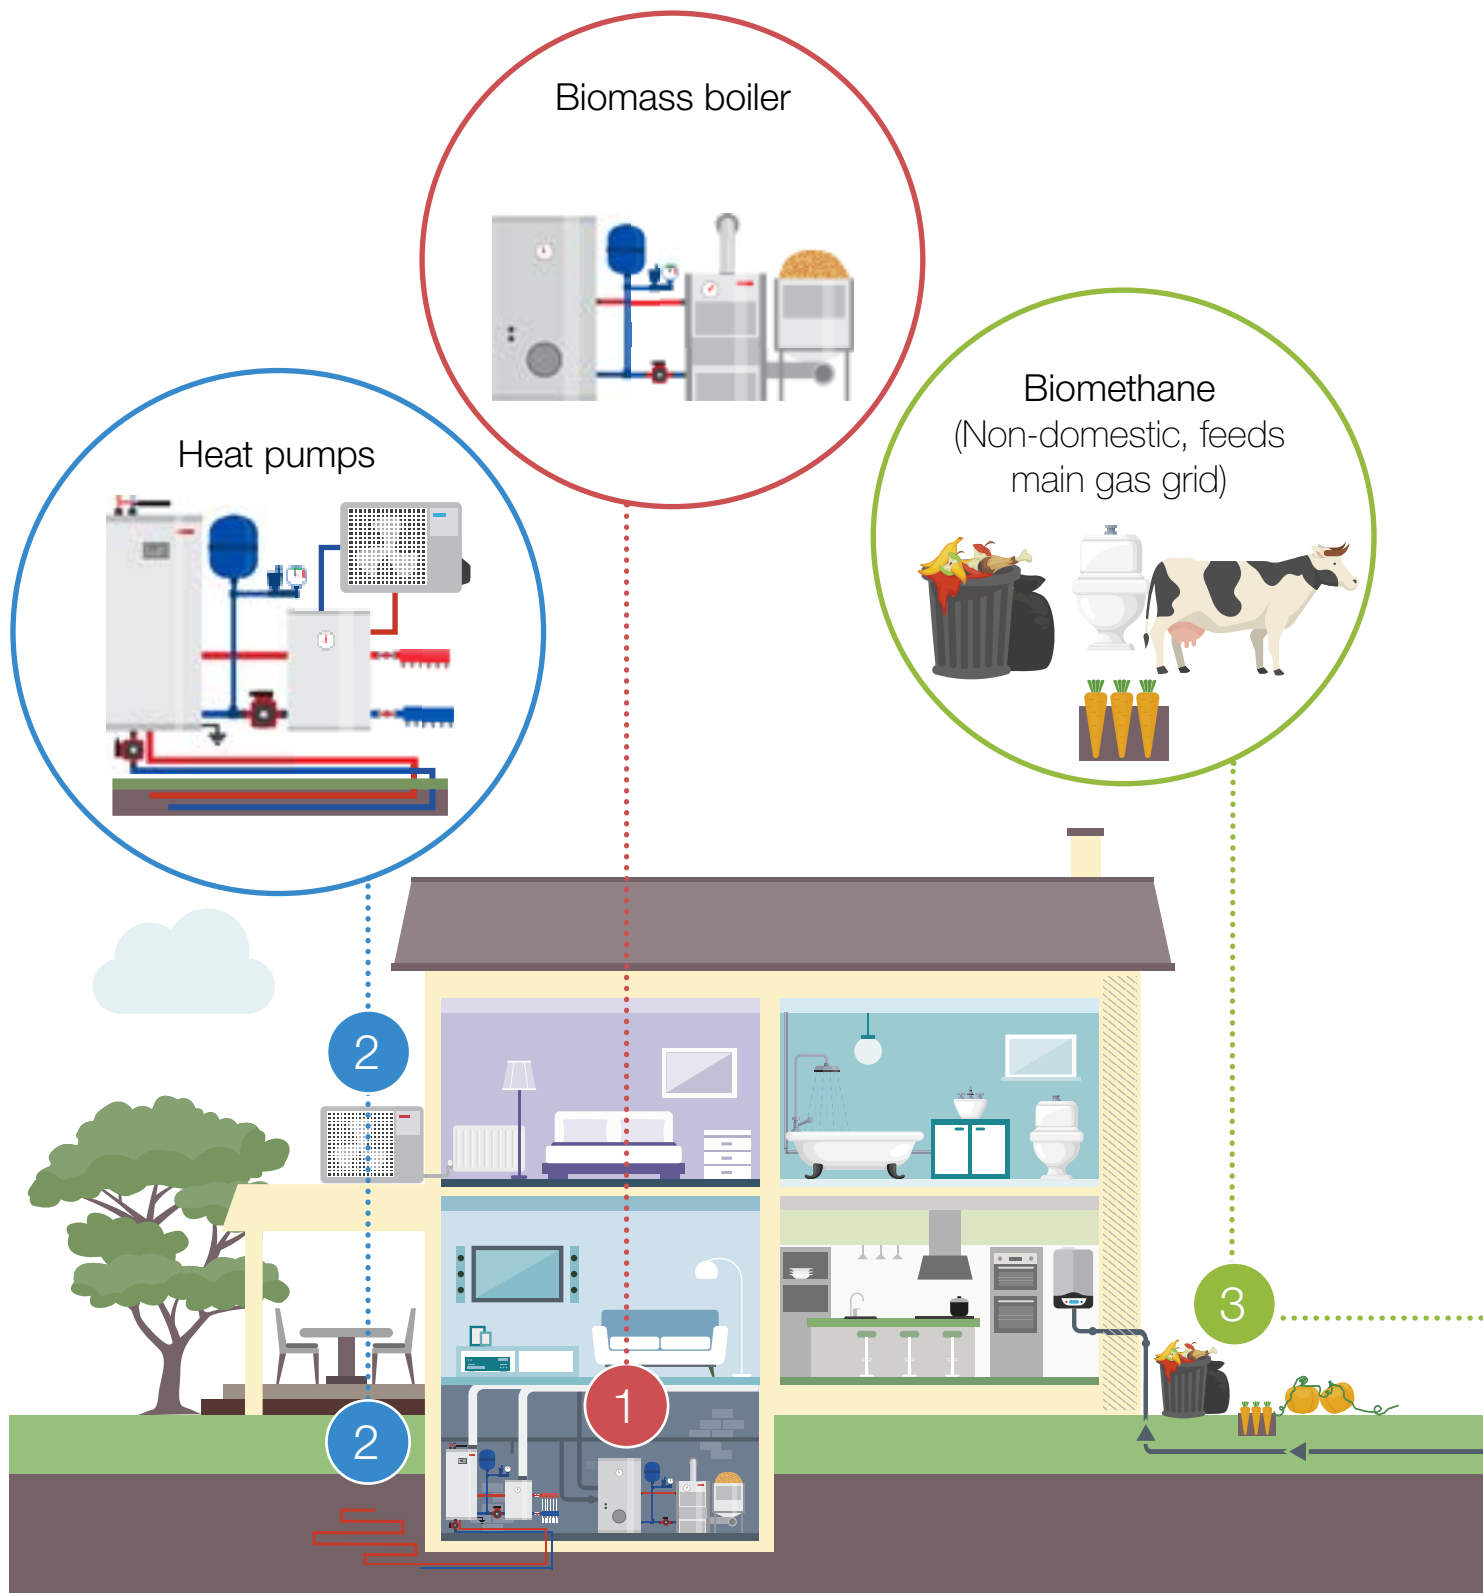 Biomass boiler
Heat pumps
Biomethane
(Non-domestic, feeds
main gas grid)
2
3
1
2